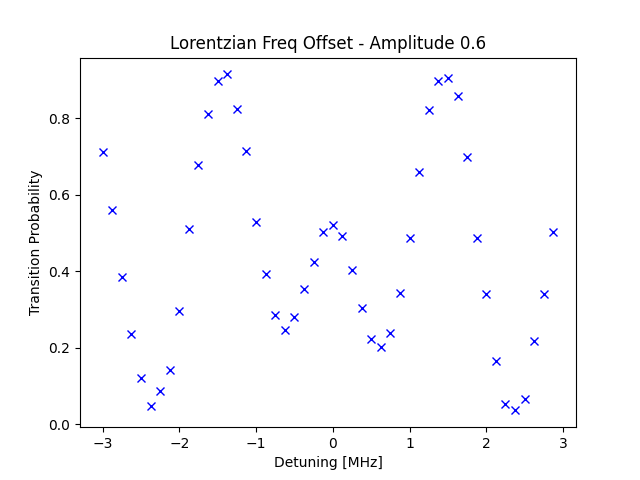 Lorentzian Freq Offset - Amplitude 0.6
Transition Probability
0.8
0.6
0.4
0.2
0.0
−3 −2 −1 0 1 2 3
Detuning [MHz]